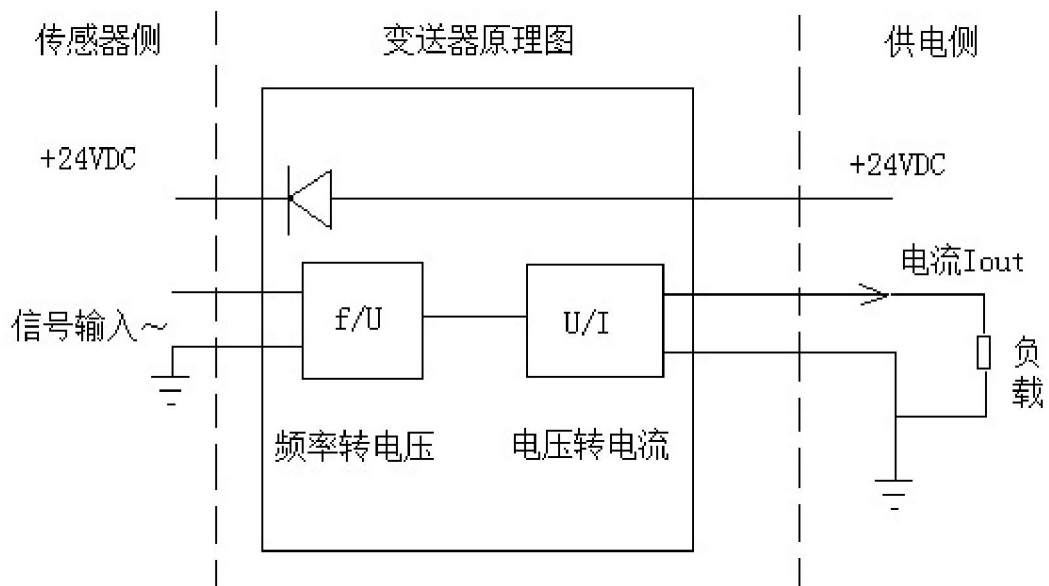 传感器侧
变送器原理图
供电侧
+24VDC
+24VDC
电流Iout
信号输入～
f/U
U/I
负
载
频率转电压
电压转电流